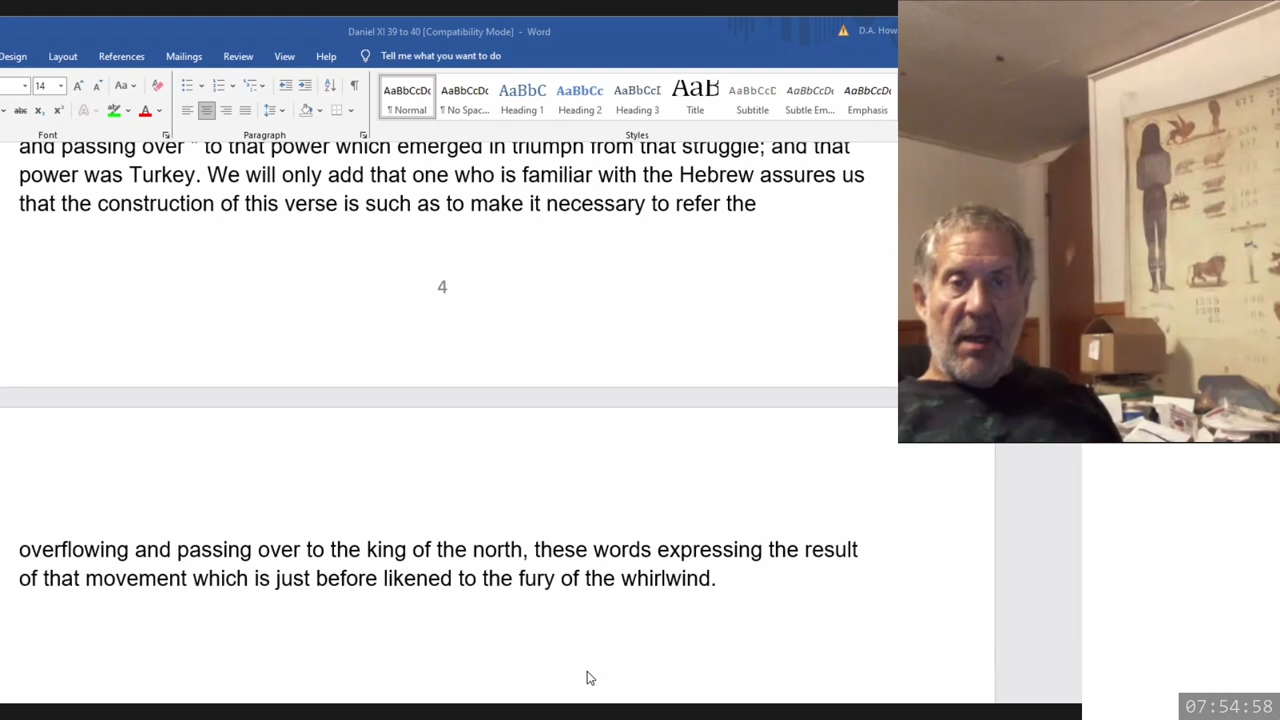 Daniel XI 39 to 40 [Compatibility Mode] - Word
D.A. How
Design Layout References Mailings Review View Help Tell me what you want to do
14 Aa
AaBbCcDc AaBbCcDc AaBbC AaBbCc AaBbCcI AaB AaBbCcD AaBbCcDc AaBbCcDc
¶ Normal ¶ No Spac... Heading 1 Heading 2 Heading 3 Title Subtitle Subtle Em... Emphasis
Font Paragraph Styles
and passing over " to that power which emerged in triumph from that struggle; and that
power was Turkey. We will only add that one who is familiar with the Hebrew assures us
that the construction of this verse is such as to make it necessary to refer the
4
overflowing and passing over to the king of the north, these words expressing the result
of that movement which is just before likened to the fury of the whirlwind.
677
07:54:58